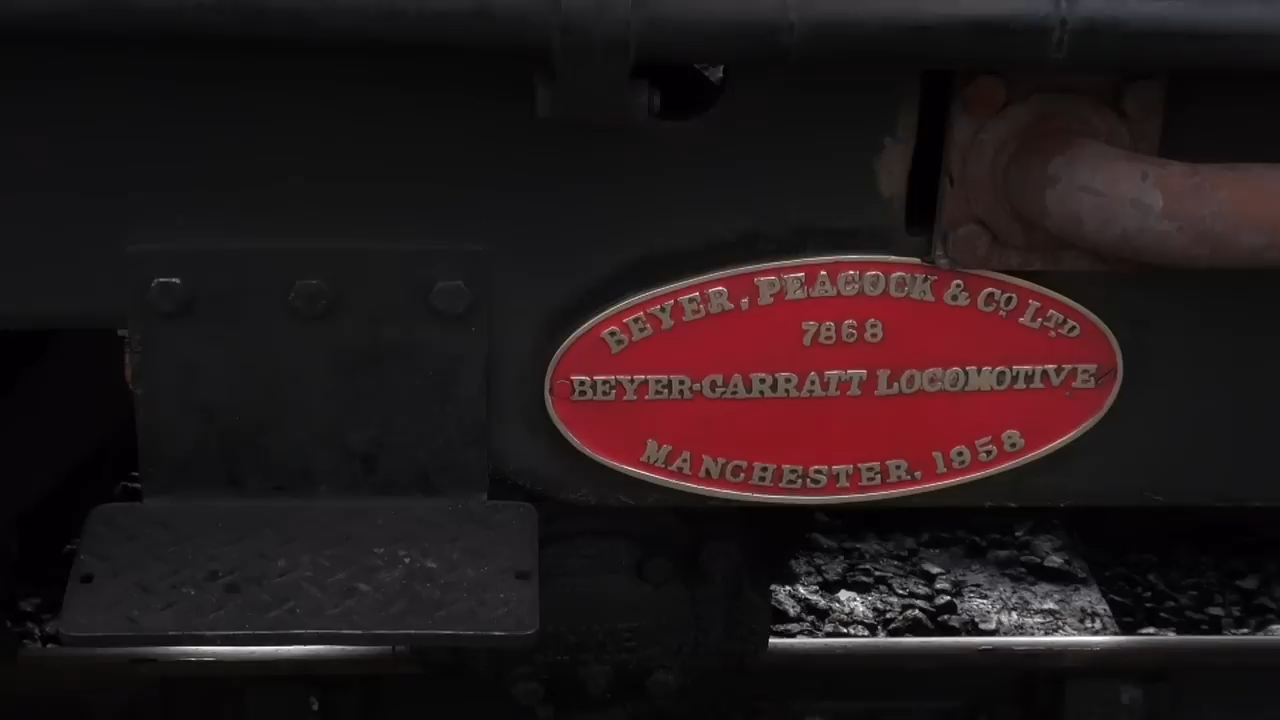 BEYER, PEACOCK & CO LTD
7868
BEYER-GARRATT LOCOMOTIVE
MANCHESTER, 1958